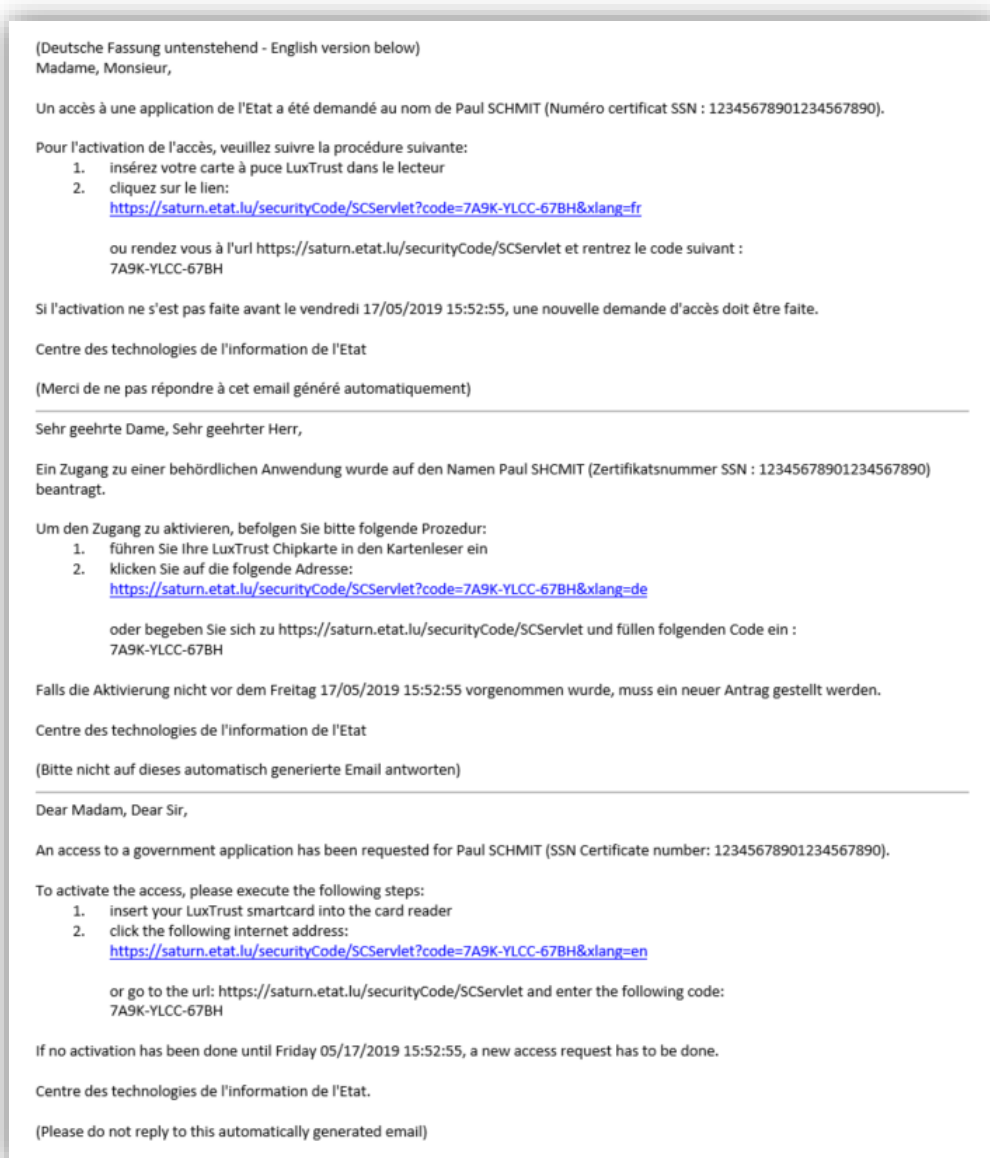 (Deutsche Fassung untenstehend - English version below)
Madame, Monsieur,
Un accès à une application de l'Etat a été demandé au nom de Paul SCHMIT (Numéro certificat SSN : 12345678901234567890).
Pour l'activation de l'accès, veuillez suivre la procédure suivante:
1. insérez votre carte à puce LuxTrust dans le lecteur
2. cliquez sur le lien:
https://saturn.etat.lu/securityCode/SCServlet?code=7A9K-YLCC-67BH&xlang=fr
ou rendez vous à l'url https://saturn.etat.lu/securityCode/SCServlet et rentrez le code suivant :
7A9K-YLCC-67BH
Si l'activation ne s'est pas faite avant le vendredi 17/05/2019 15:52:55, une nouvelle demande d'accès doit être faite.
Centre des technologies de l'information de l'Etat
(Merci de ne pas répondre à cet email généré automatiquement)
Sehr geehrte Dame, Sehr geehrter Herr,
Ein Zugang zu einer behördlichen Anwendung wurde auf den Namen Paul SHCMIT (Zertifikatsnummer SSN : 12345678901234567890)
beantragt.
Um den Zugang zu aktivieren, befolgen Sie bitte folgende Prozedur:
1. führen Sie Ihre LuxTrust Chipkarte in den Kartenleser ein
2. klicken Sie auf die folgende Adresse:
https://saturn.etat.lu/securityCode/SCServlet?code=7A9K-YLCC-67BH&xlang=de
oder begeben Sie sich zu https://saturn.etat.lu/securityCode/SCServlet und füllen folgenden Code ein :
7A9K-YLCC-67BH
Falls die Aktivierung nicht vor dem Freitag 17/05/2019 15:52:55 vorgenommen wurde, muss ein neuer Antrag gestellt werden.
Centre des technologies de l'information de l'Etat
(Bitte nicht auf dieses automatisch generierte Email antworten)
Dear Madam, Dear Sir,
An access to a government application has been requested for Paul SCHMIT (SSN Certificate number: 12345678901234567890).
To activate the access, please execute the following steps:
1. insert your LuxTrust smartcard into the card reader
2. click the following internet address:
https://saturn.etat.lu/securityCode/SCServlet?code=7A9K-YLCC-67BH&xlang=en
or go to the url: https://saturn.etat.lu/securityCode/SCServlet and enter the following code:
7A9K-YLCC-67BH
If no activation has been done until Friday 05/17/2019 15:52:55, a new access request has to be done.
Centre des technologies de l'information de l'Etat.
(Please do not reply to this automatically generated email)